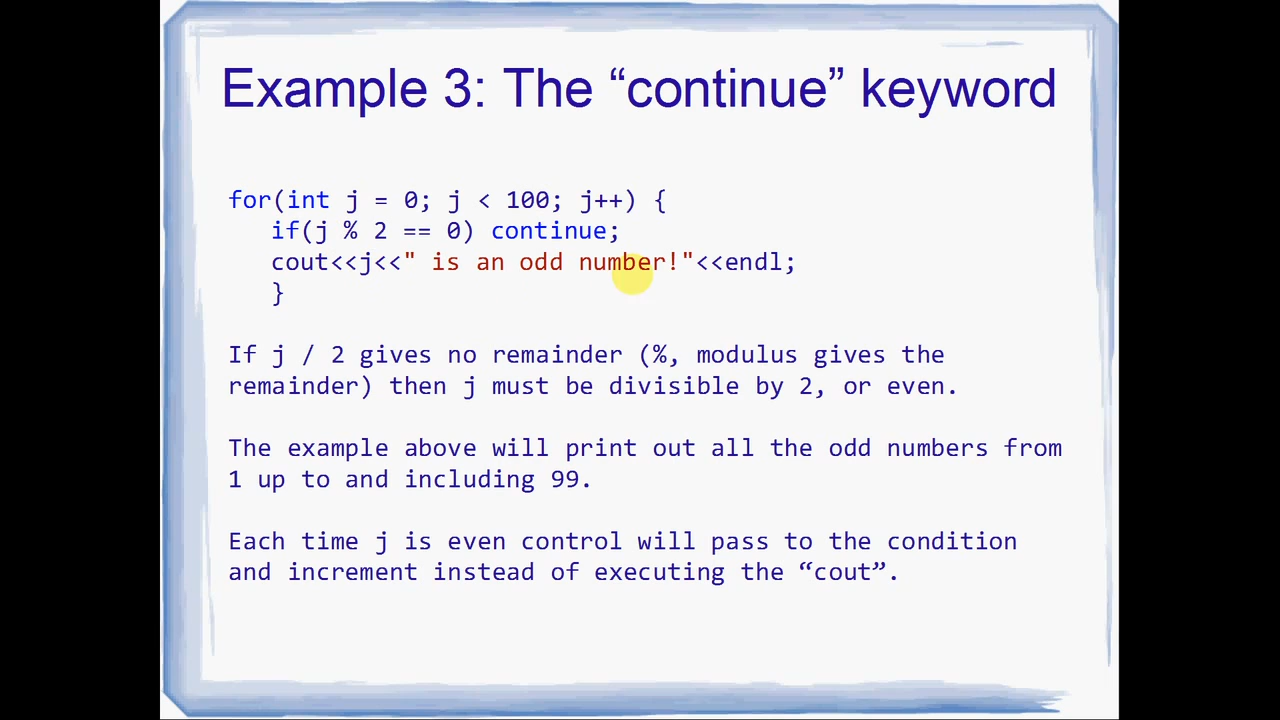 Example 3: The “continue” keyword
for(int j = 0; j < 100; j++) {
if(j % 2 == 0) continue;
cout<<j<<" is an odd number!"<<endl;
}
If j / 2 gives no remainder (%, modulus gives the
remainder) then j must be divisible by 2, or even.
The example above will print out all the odd numbers from
1 up to and including 99.
Each time j is even control will pass to the condition
and increment instead of executing the “cout”.